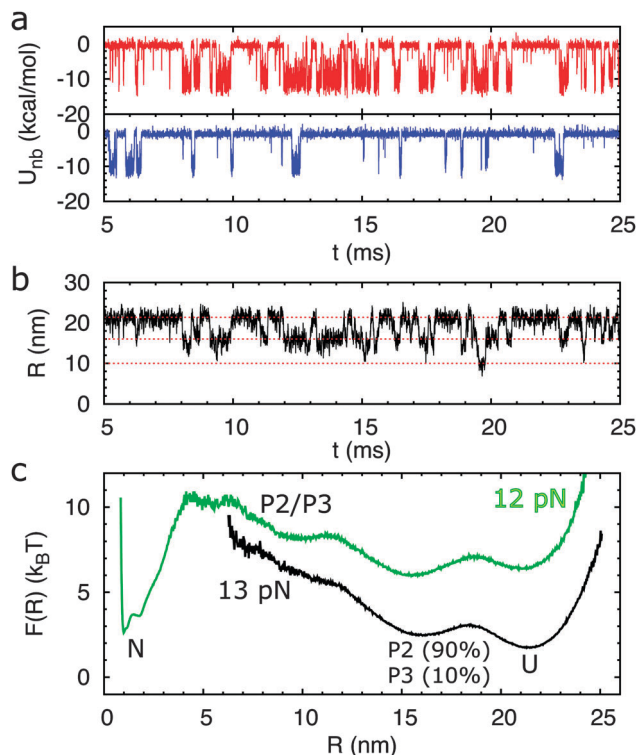 a
0
-10
-20
0
-10
-20
U_nb (kcal/mol)
5 10 15 20 25
t (ms)
b
30
20
10
0
R (nm)
5 10 15 20 25
t (ms)
c
10
5
0
F(R) (k_BT)
P2/P3
12 pN
13 pN
N
P2 (90%)
P3 (10%)
U
0 5 10 15 20 25
R (nm)